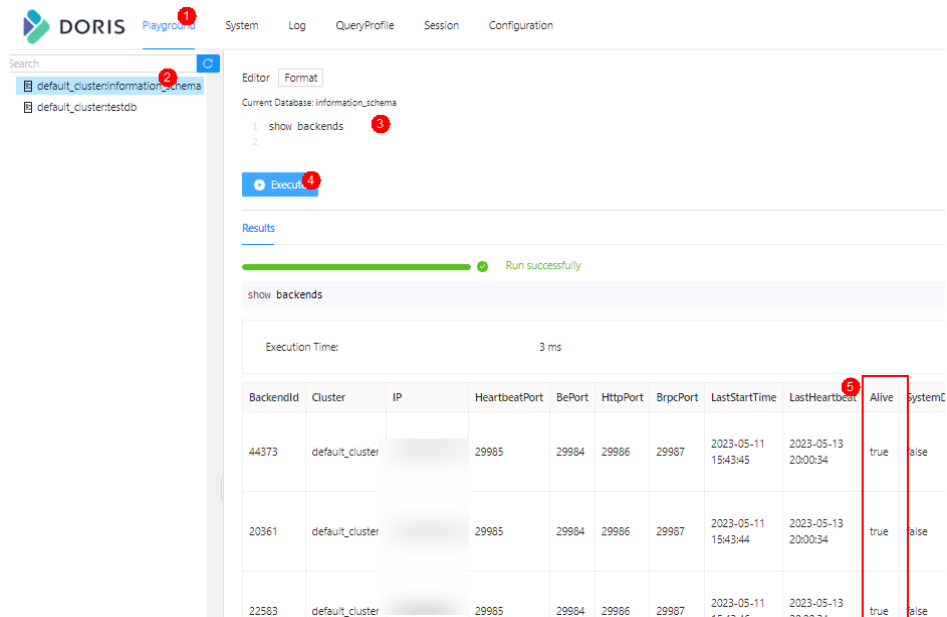 DORIS Playground 1 System Log QueryProfile Session Configuration
Search
default_cluster:information_schema 2
default_cluster:testdb
Editor Format
Current Database: information_schema
1 show backends 3
2
Execute 4
Results
Run successfully
show backends
Execution Time: 3 ms
5
BackendId Cluster IP HeartbeatPort BePort HttpPort BrpcPort LastStartTime LastHeartbeat Alive SystemD
44373 default_cluster 29985 29984 29986 29987 2023-05-11 15:43:45 2023-05-13 20:00:34 true false
20361 default_cluster 29985 29984 29986 29987 2023-05-11 15:43:44 2023-05-13 20:00:34 true false
22583 default_cluster 29985 29984 29986 29987 2023-05-11 2023-05-13 true false